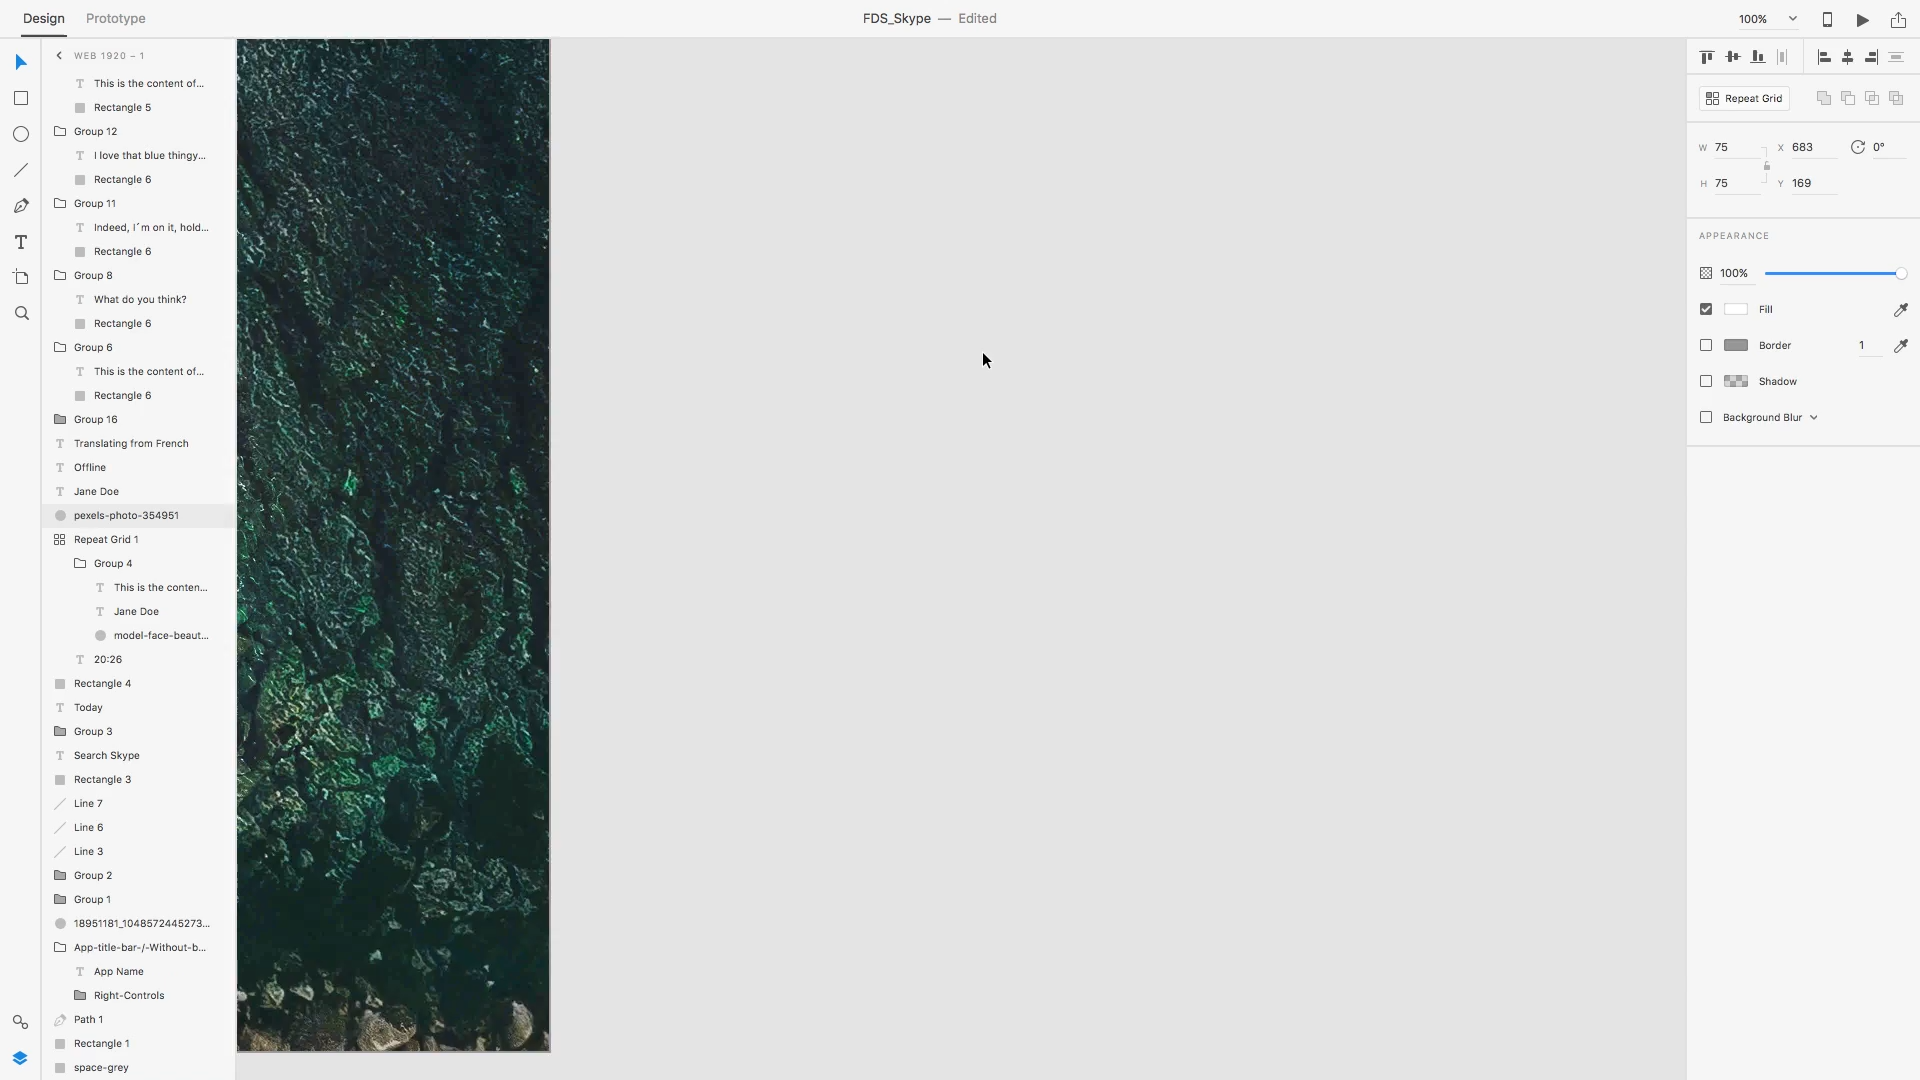 Design Prototype FDS_Skype — Edited 100%
WEB 1920 – 1
This is the content of...
Rectangle 5
Group 12
I love that blue thingy...
Rectangle 6
Group 11
Indeed, I´m on it, hold...
Rectangle 6
Group 8
What do you think?
Rectangle 6
Group 6
This is the content of...
Rectangle 6
Group 16
Translating from French
Offline
Jane Doe
pexels-photo-354951
Repeat Grid 1
Group 4
This is the conten...
Jane Doe
model-face-beaut...
20:26
Rectangle 4
Today
Group 3
Search Skype
Rectangle 3
Line 7
Line 6
Line 3
Group 2
Group 1
18951181_1048572445273...
App-title-bar-/-Without-b...
App Name
Right-Controls
Path 1
Rectangle 1
space-grey
Repeat Grid
W 75 X 683 0°
H 75 Y 169
APPEARANCE
100%
Fill
Border 1
Shadow
Background Blur